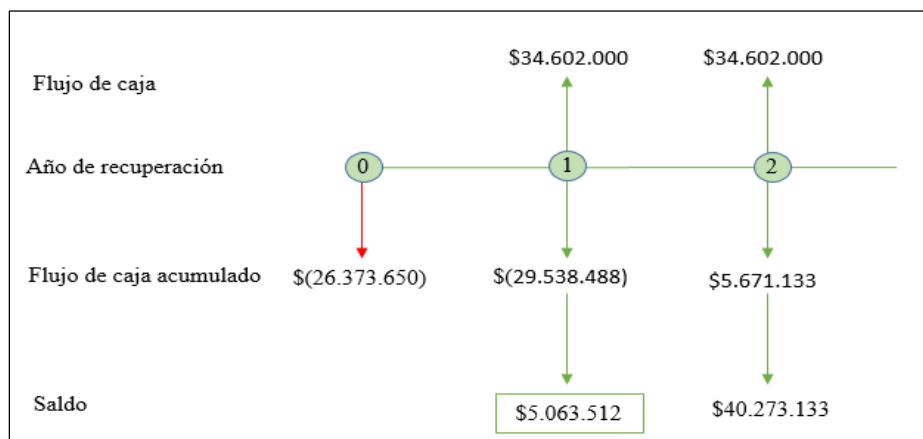 $34.602.000 $34.602.000
Flujo de caja
Año de recuperación 0 1 2
Flujo de caja acumulado $(26.373.650) $(29.538.488) $5.671.133
Saldo $5.063.512 $40.273.133